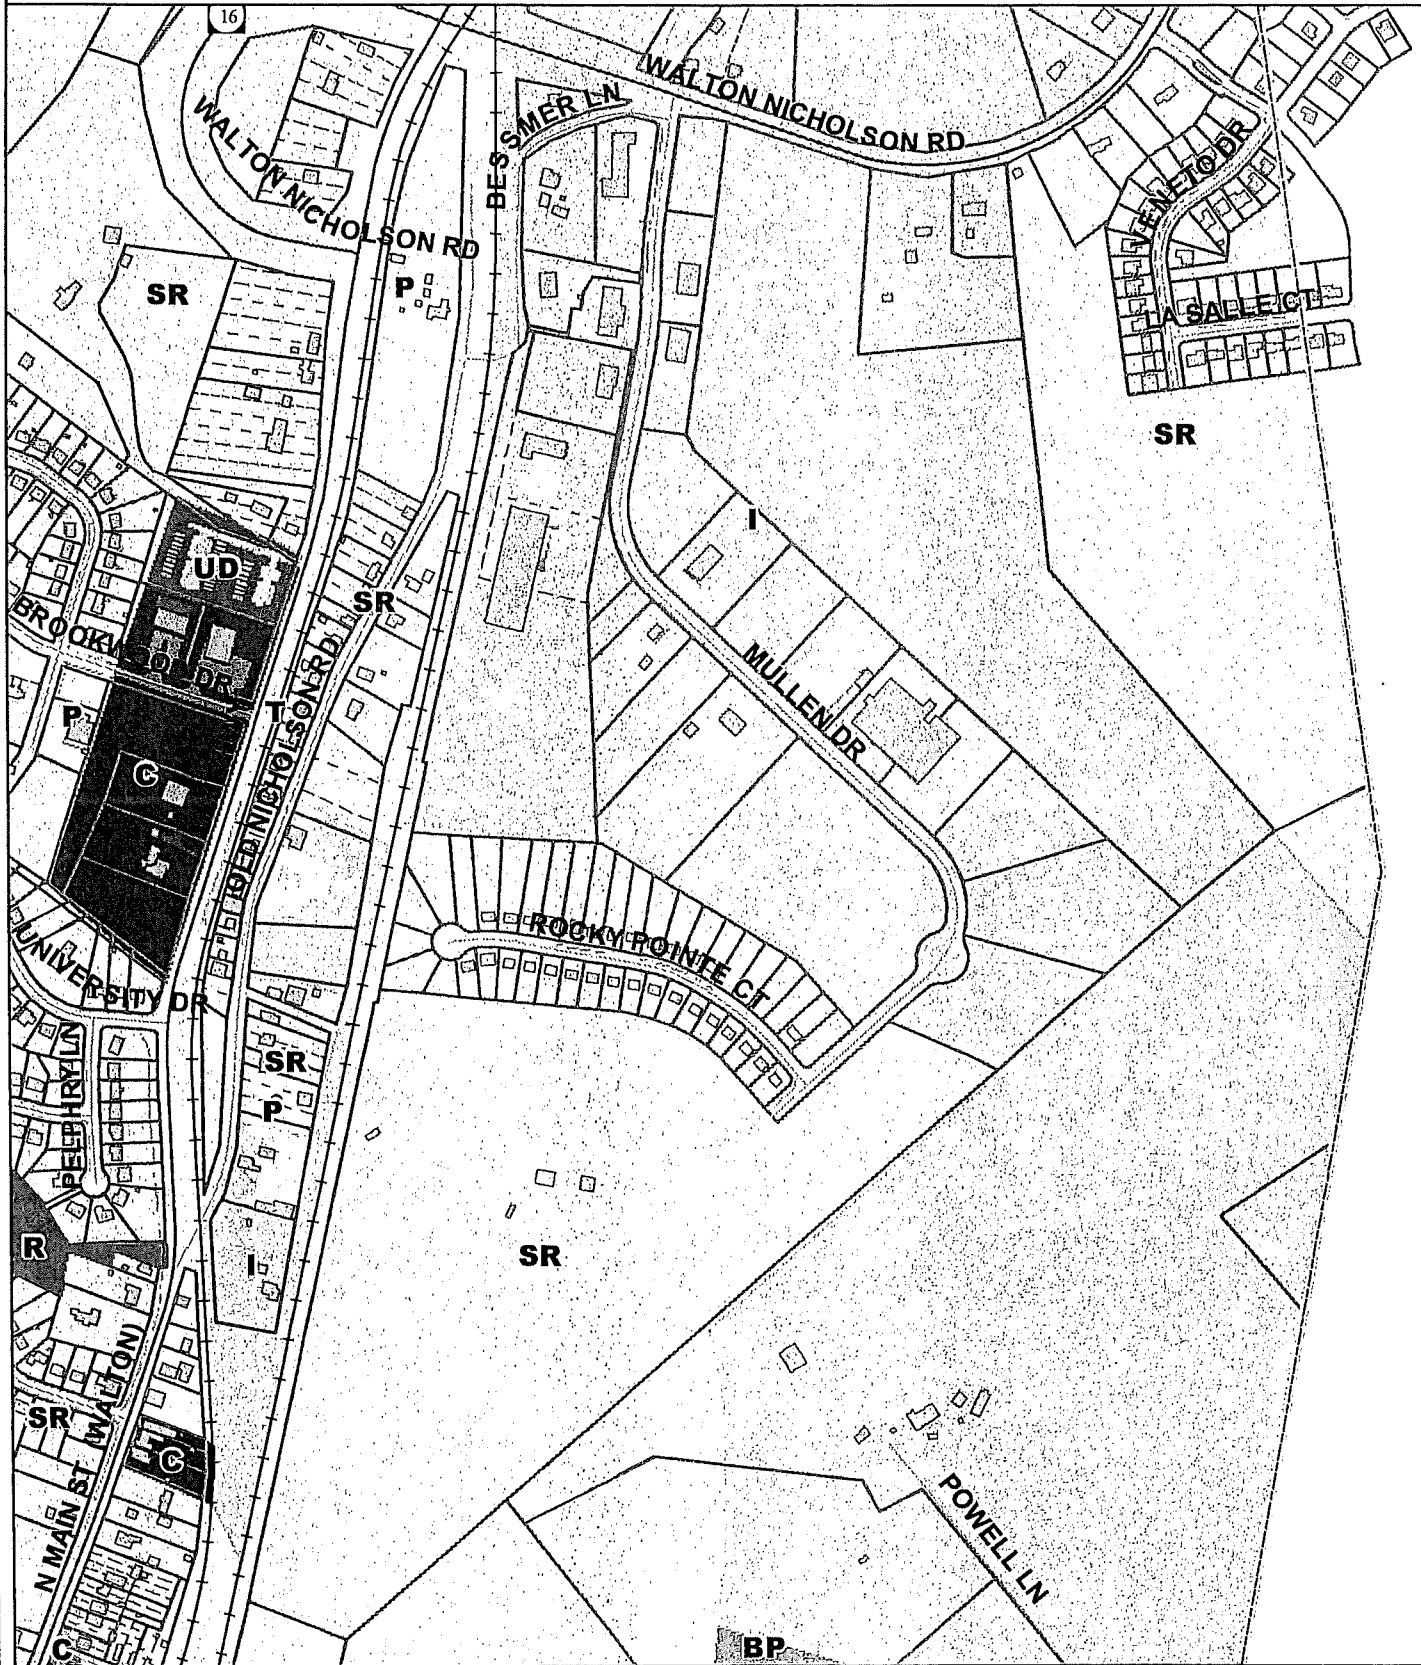 16
WALTON NICHOLSON RD
BESSMER LN
WALTON NICHOLSON RD
VENETO DR
SR
P
LA SALLE CT
SR
I
UD
SR
BROOKWOOD DR
MULLEN DR
P
T
C
OLD NICHOLSON RD
ROCKY POINTE CT
UNIVERSITY DR
SR
PELPHRY LN
P
R
I
SR
SR
N MAIN ST (WALTON)
C
POWELL LN
C
BP